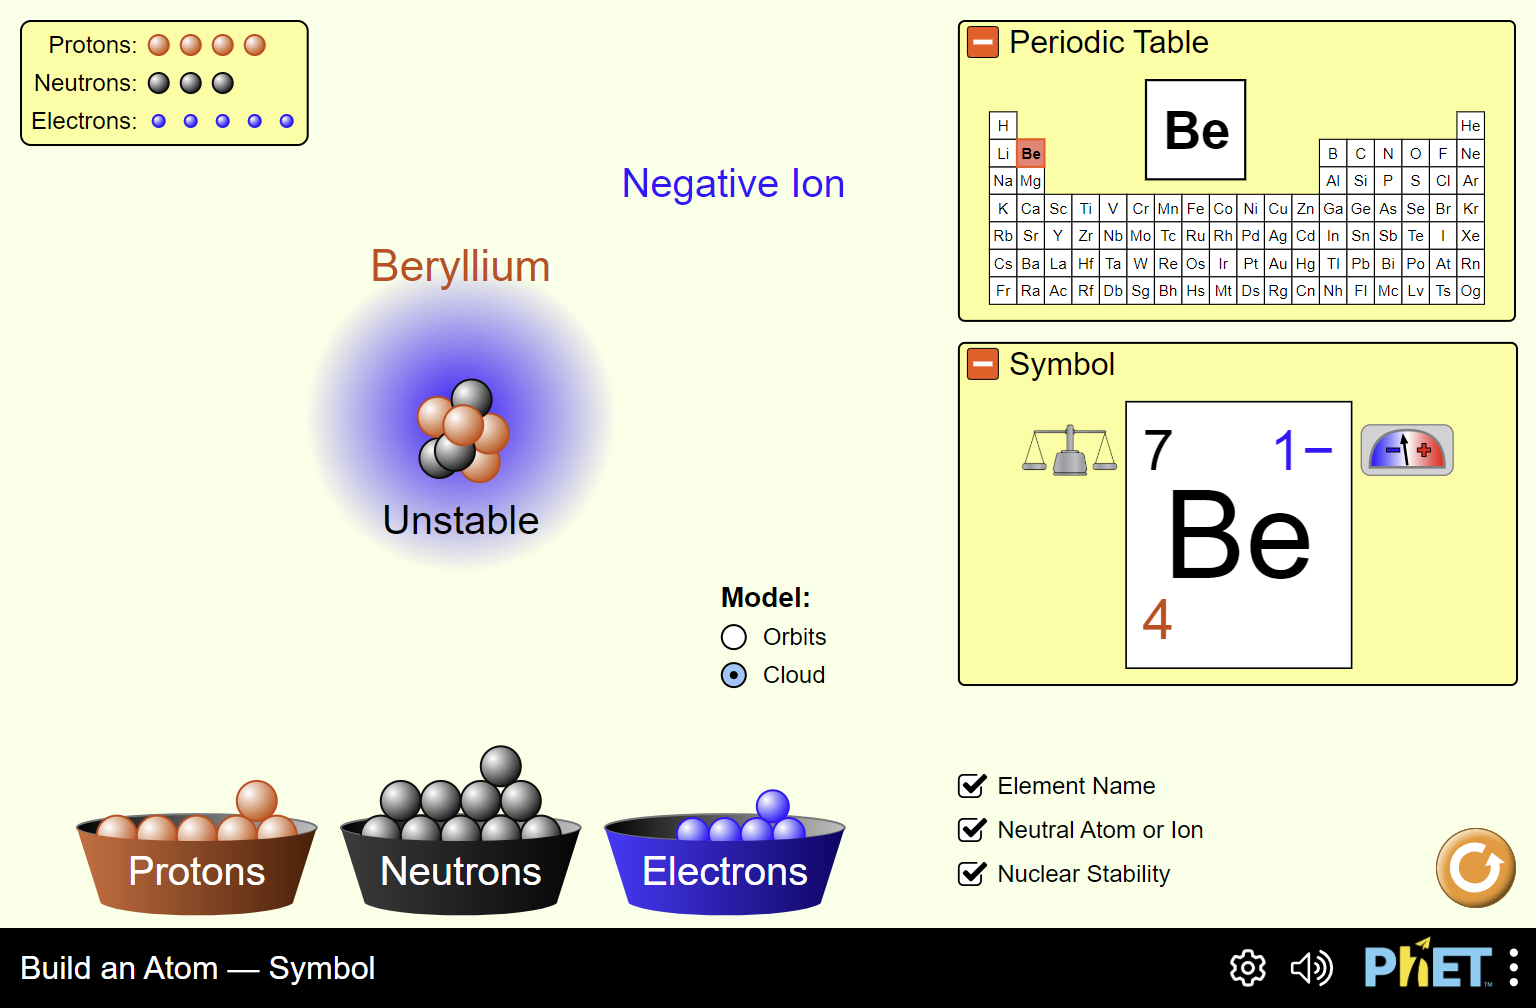 Protons:
Neutrons:
Electrons:
Negative Ion
Beryllium
Unstable
Model:
Orbits
Cloud
Protons
Neutrons
Electrons
Periodic Table
Be
H He
Li Be B C N O F Ne
Na Mg Al Si P S Cl Ar
K Ca Sc Ti V Cr Mn Fe Co Ni Cu Zn Ga Ge As Se Br Kr
Rb Sr Y Zr Nb Mo Tc Ru Rh Pd Ag Cd In Sn Sb Te I Xe
Cs Ba La Hf Ta W Re Os Ir Pt Au Hg Tl Pb Bi Po At Rn
Fr Ra Ac Rf Db Sg Bh Hs Mt Ds Rg Cn Nh Fl Mc Lv Ts Og
Symbol
7 1−
Be
4
− +
Element Name
Neutral Atom or Ion
Nuclear Stability
Build an Atom — Symbol
PhET™